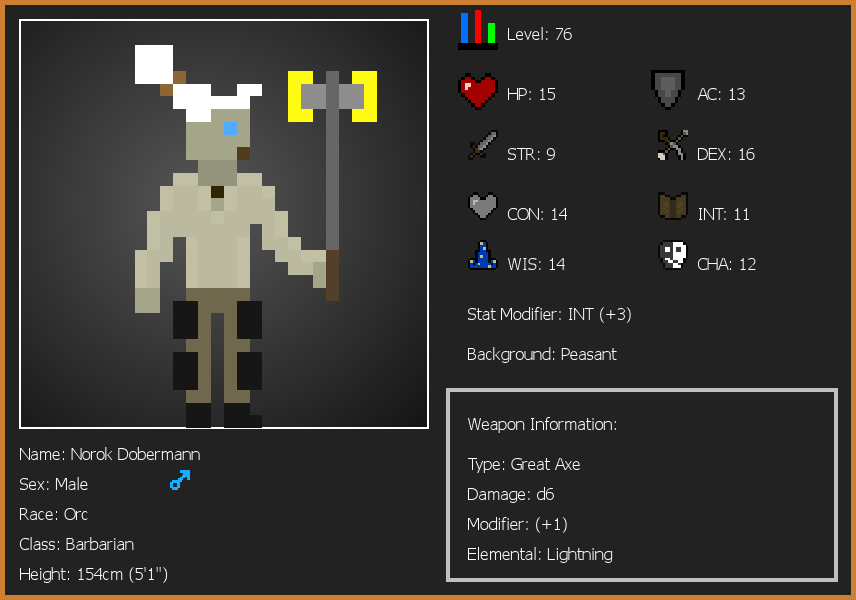 Level: 76
HP: 15
AC: 13
STR: 9
DEX: 16
CON: 14
INT: 11
WIS: 14
CHA: 12
Stat Modifier: INT (+3)
Background: Peasant
Weapon Information:
Type: Great Axe
Damage: d6
Modifier: (+1)
Elemental: Lightning
Name: Norok Dobermann
Sex: Male
Race: Orc
Class: Barbarian
Height: 154cm (5'1")